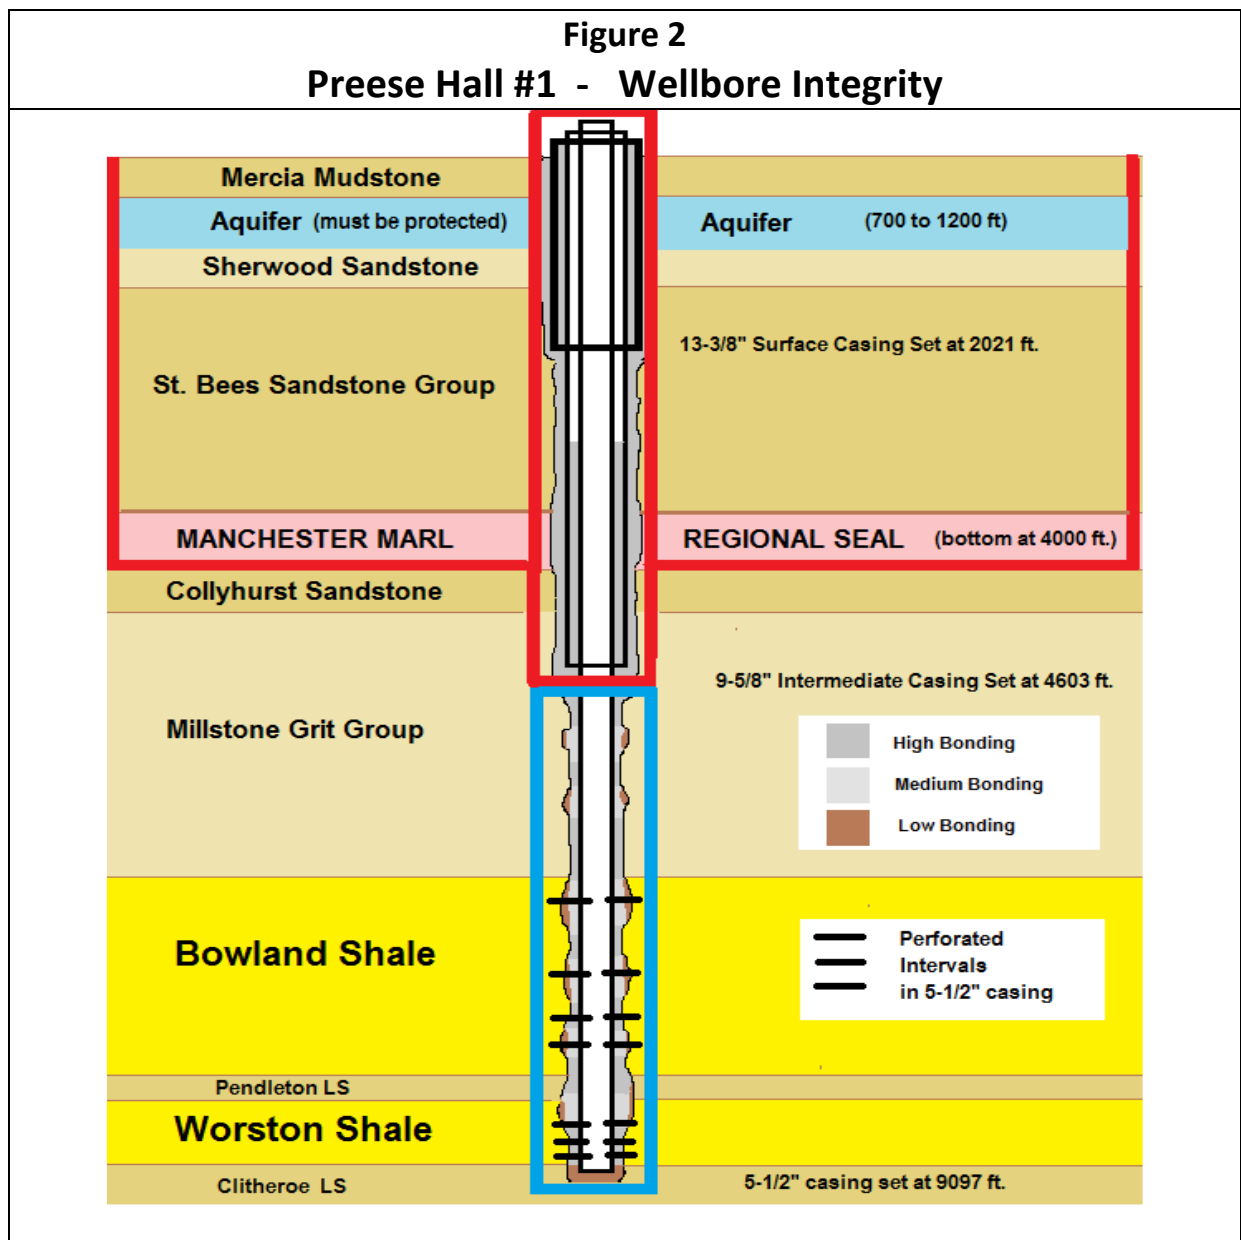 Figure 2
Preese Hall #1 - Wellbore Integrity
Mercia Mudstone
Aquifer (must be protected)
Aquifer (700 to 1200 ft)
Sherwood Sandstone
13-3/8" Surface Casing Set at 2021 ft.
St. Bees Sandstone Group
MANCHESTER MARL
REGIONAL SEAL (bottom at 4000 ft.)
Collyhurst Sandstone
9-5/8" Intermediate Casing Set at 4603 ft.
Millstone Grit Group
High Bonding
Medium Bonding
Low Bonding
Bowland Shale
Perforated
Intervals
in 5-1/2" casing
Pendleton LS
Worston Shale
Clitheroe LS
5-1/2" casing set at 9097 ft.